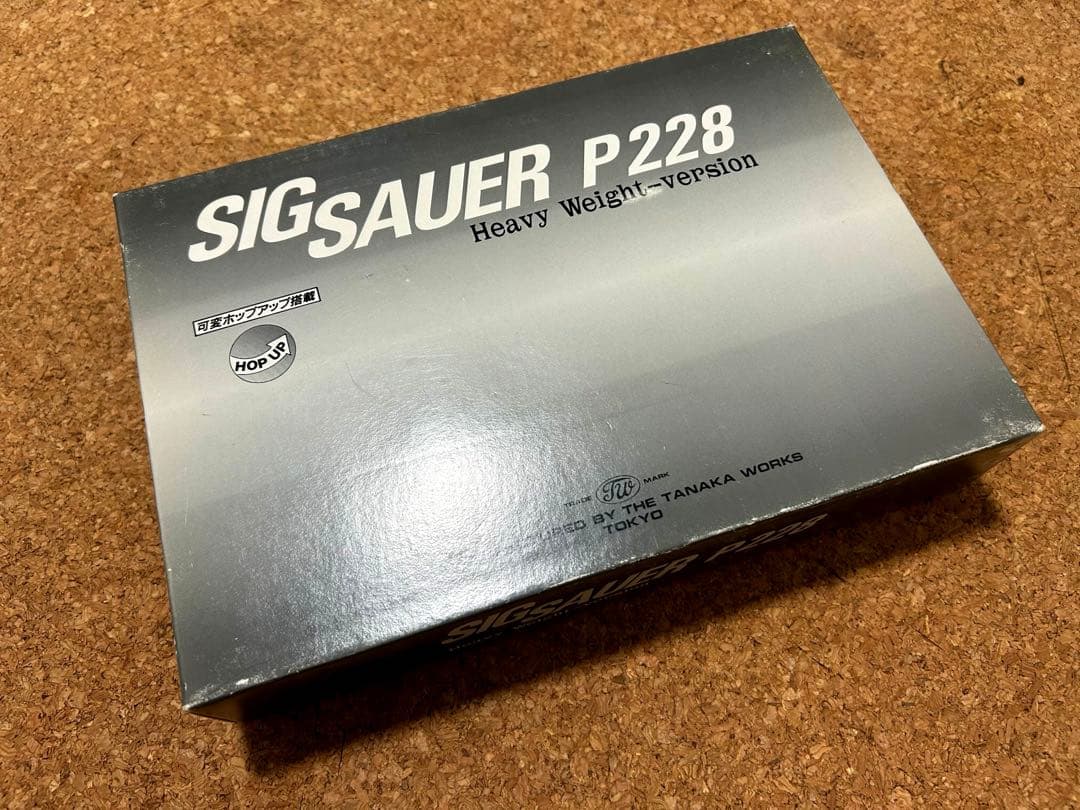 SIGSAUER P228
Heavy Weight-version
可変ホップアップ搭載
HOP UP
TRADE TW MARK
BY THE TANAKA WORKS
TOKYO
SIGSAUER P228